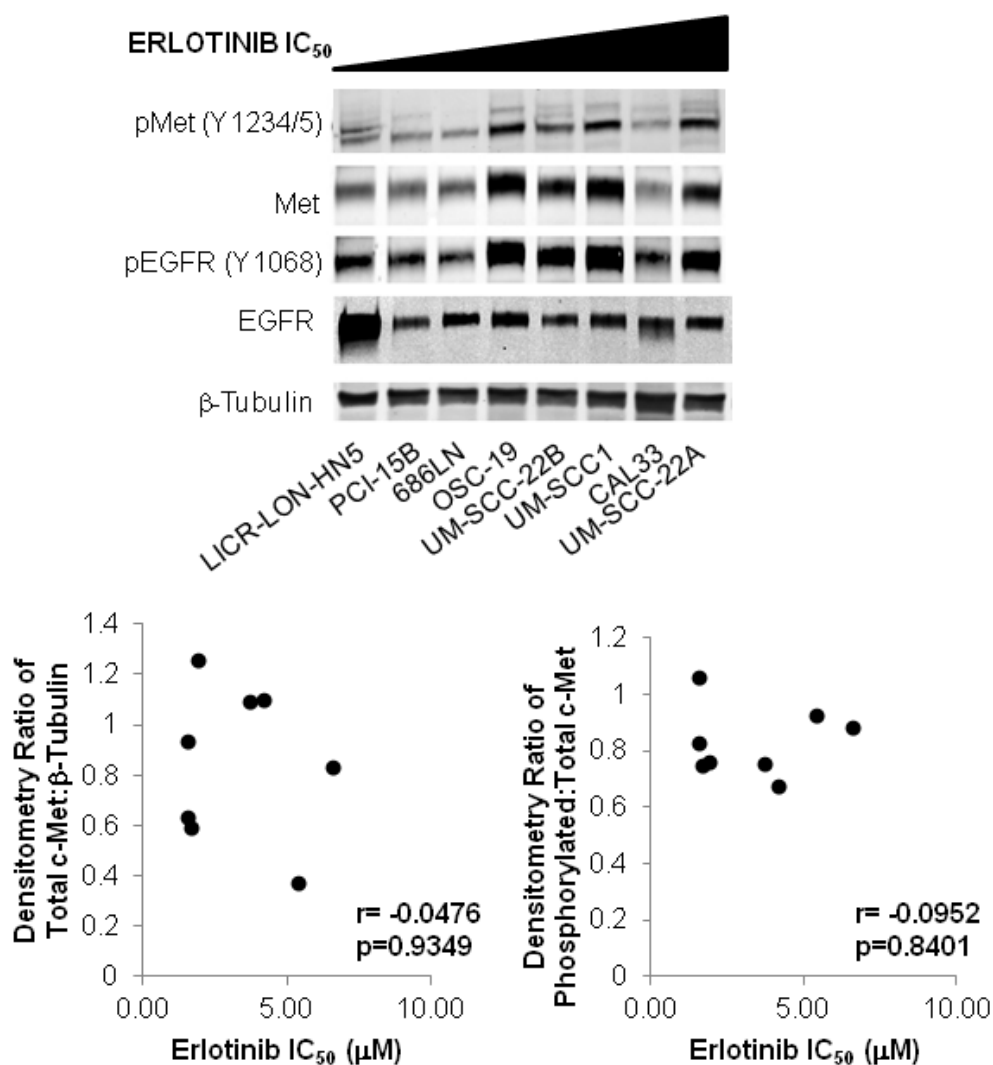 ERLOTINIB IC50
pMet (Y1234/5)
Met
pEGFR (Y1068)
EGFR
β-Tubulin
LICR-LON-HN5
PCI-15B
686LN
OSC-19
UM-SCC-22B
UM-SCC1
CAL33
UM-SCC-22A
Densitometry Ratio of
Total c-Met:β-Tubulin
1.4
1.2
1
0.8
0.6
0.4
0.2
0
r= -0.0476
p=0.9349
0.00 5.00 10.00
Erlotinib IC50 (μM)
Densitometry Ratio of
Phosphorylated:Total c-Met
1.2
1
0.8
0.6
0.4
0.2
0
r= -0.0952
p=0.8401
0.00 5.00 10.00
Erlotinib IC50 (μM)